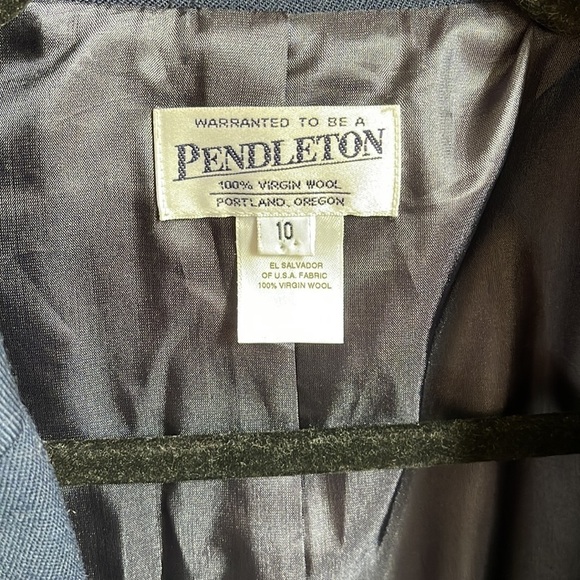 WARRANTED TO BE A
PENDLETON
100% VIRGIN WOOL
PORTLAND, OREGON
10
EL SALVADOR
OF U.S.A. FABRIC
100% VIRGIN WOOL